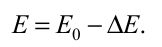 E = E₀ − ΔE.